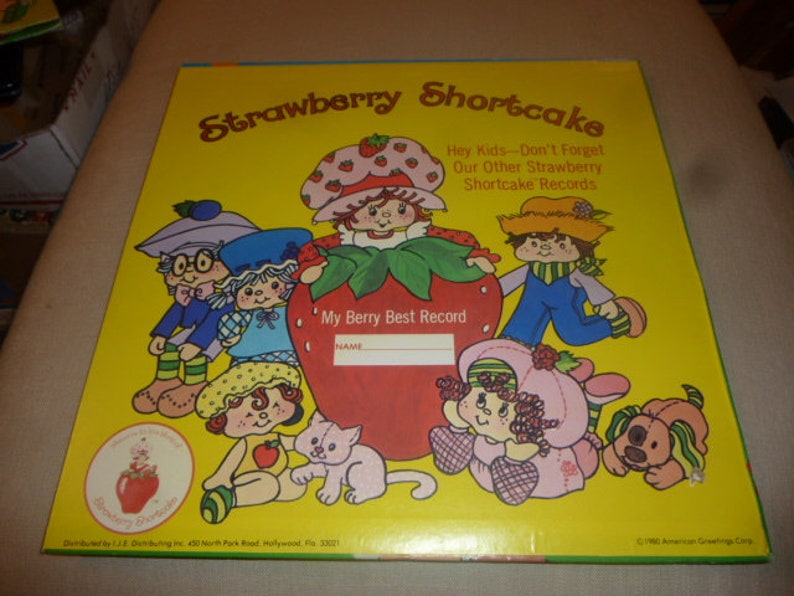 Strawberry Shortcake
Hey Kids—Don't Forget
Our Other Strawberry
Shortcake™ Records
My Berry Best Record
NAME
Strawberry Shortcake
Distributed by I.J.E. Distributing Inc. 450 North Park Road, Hollywood, Fla. 33021
©1980 American Greetings Corp.